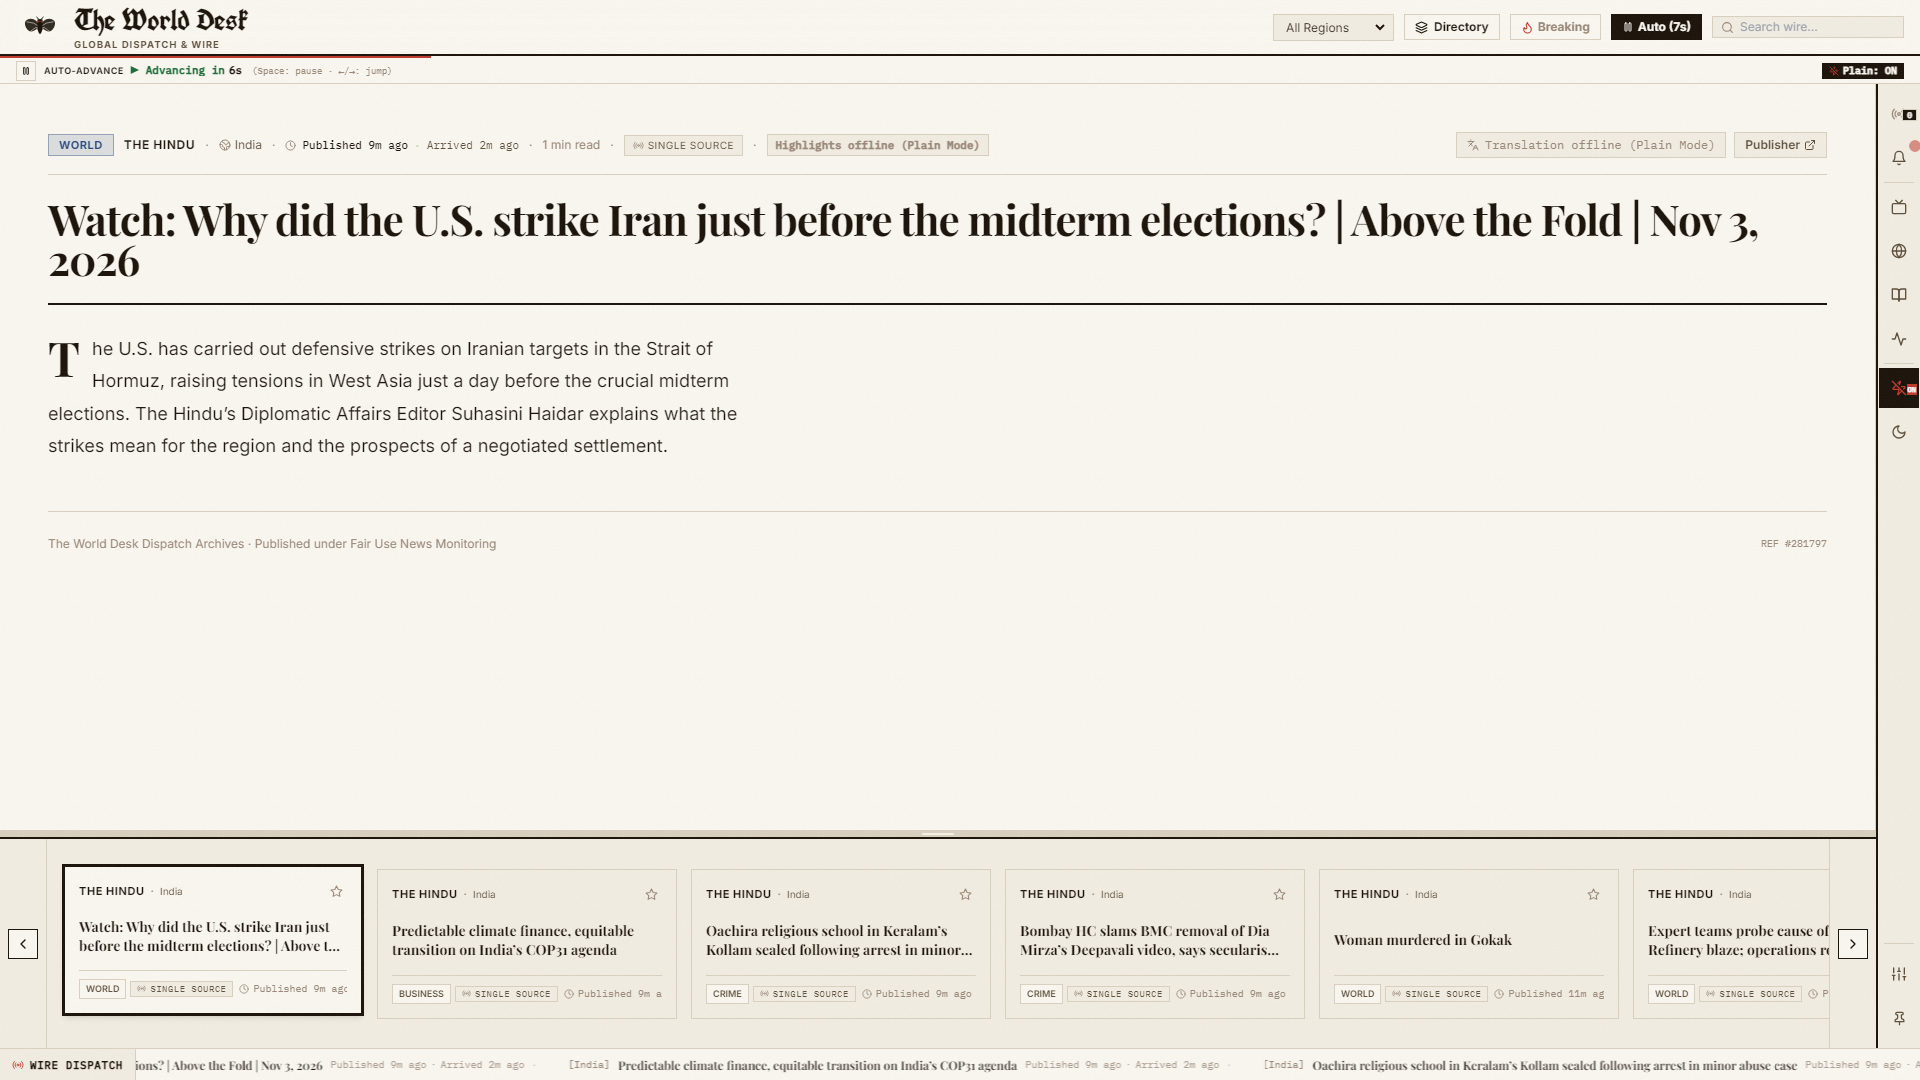 The World Desk
GLOBAL DISPATCH & WIRE
All Regions
Directory
Breaking
Auto (7s)
Search wire...
AUTO-ADVANCE ▶ Advancing in 6s (Space: pause · ←/→: jump)
Plain: ON
WORLD THE HINDU · India · Published 9m ago · Arrived 2m ago · 1 min read · SINGLE SOURCE · Highlights offline (Plain Mode)
Translation offline (Plain Mode)
Publisher
0
Watch: Why did the U.S. strike Iran just before the midterm elections? | Above the Fold | Nov 3,
2026
The U.S. has carried out defensive strikes on Iranian targets in the Strait of
Hormuz, raising tensions in West Asia just a day before the crucial midterm
elections. The Hindu’s Diplomatic Affairs Editor Suhasini Haidar explains what the
strikes mean for the region and the prospects of a negotiated settlement.
ON
The World Desk Dispatch Archives · Published under Fair Use News Monitoring
REF #281797
THE HINDU · India
Watch: Why did the U.S. strike Iran just
before the midterm elections? | Above t...
WORLD SINGLE SOURCE Published 9m ago
THE HINDU · India
Predictable climate finance, equitable
transition on India’s COP31 agenda
BUSINESS SINGLE SOURCE Published 9m a
THE HINDU · India
Oachira religious school in Keralam’s
Kollam sealed following arrest in minor...
CRIME SINGLE SOURCE Published 9m ago
THE HINDU · India
Bombay HC slams BMC removal of Dia
Mirza’s Deepavali video, says secularis...
CRIME SINGLE SOURCE Published 9m ago
THE HINDU · India
Woman murdered in Gokak
WORLD SINGLE SOURCE Published 11m ag
THE HINDU · India
Expert teams probe cause of
Refinery blaze; operations re
WORLD SINGLE SOURCE P
WIRE DISPATCH
ions? | Above the Fold | Nov 3, 2026 Published 9m ago · Arrived 2m ago · [India] Predictable climate finance, equitable transition on India’s COP31 agenda Published 9m ago · Arrived 2m ago · [India] Oachira religious school in Keralam’s Kollam sealed following arrest in minor abuse case Published 9m ago · A